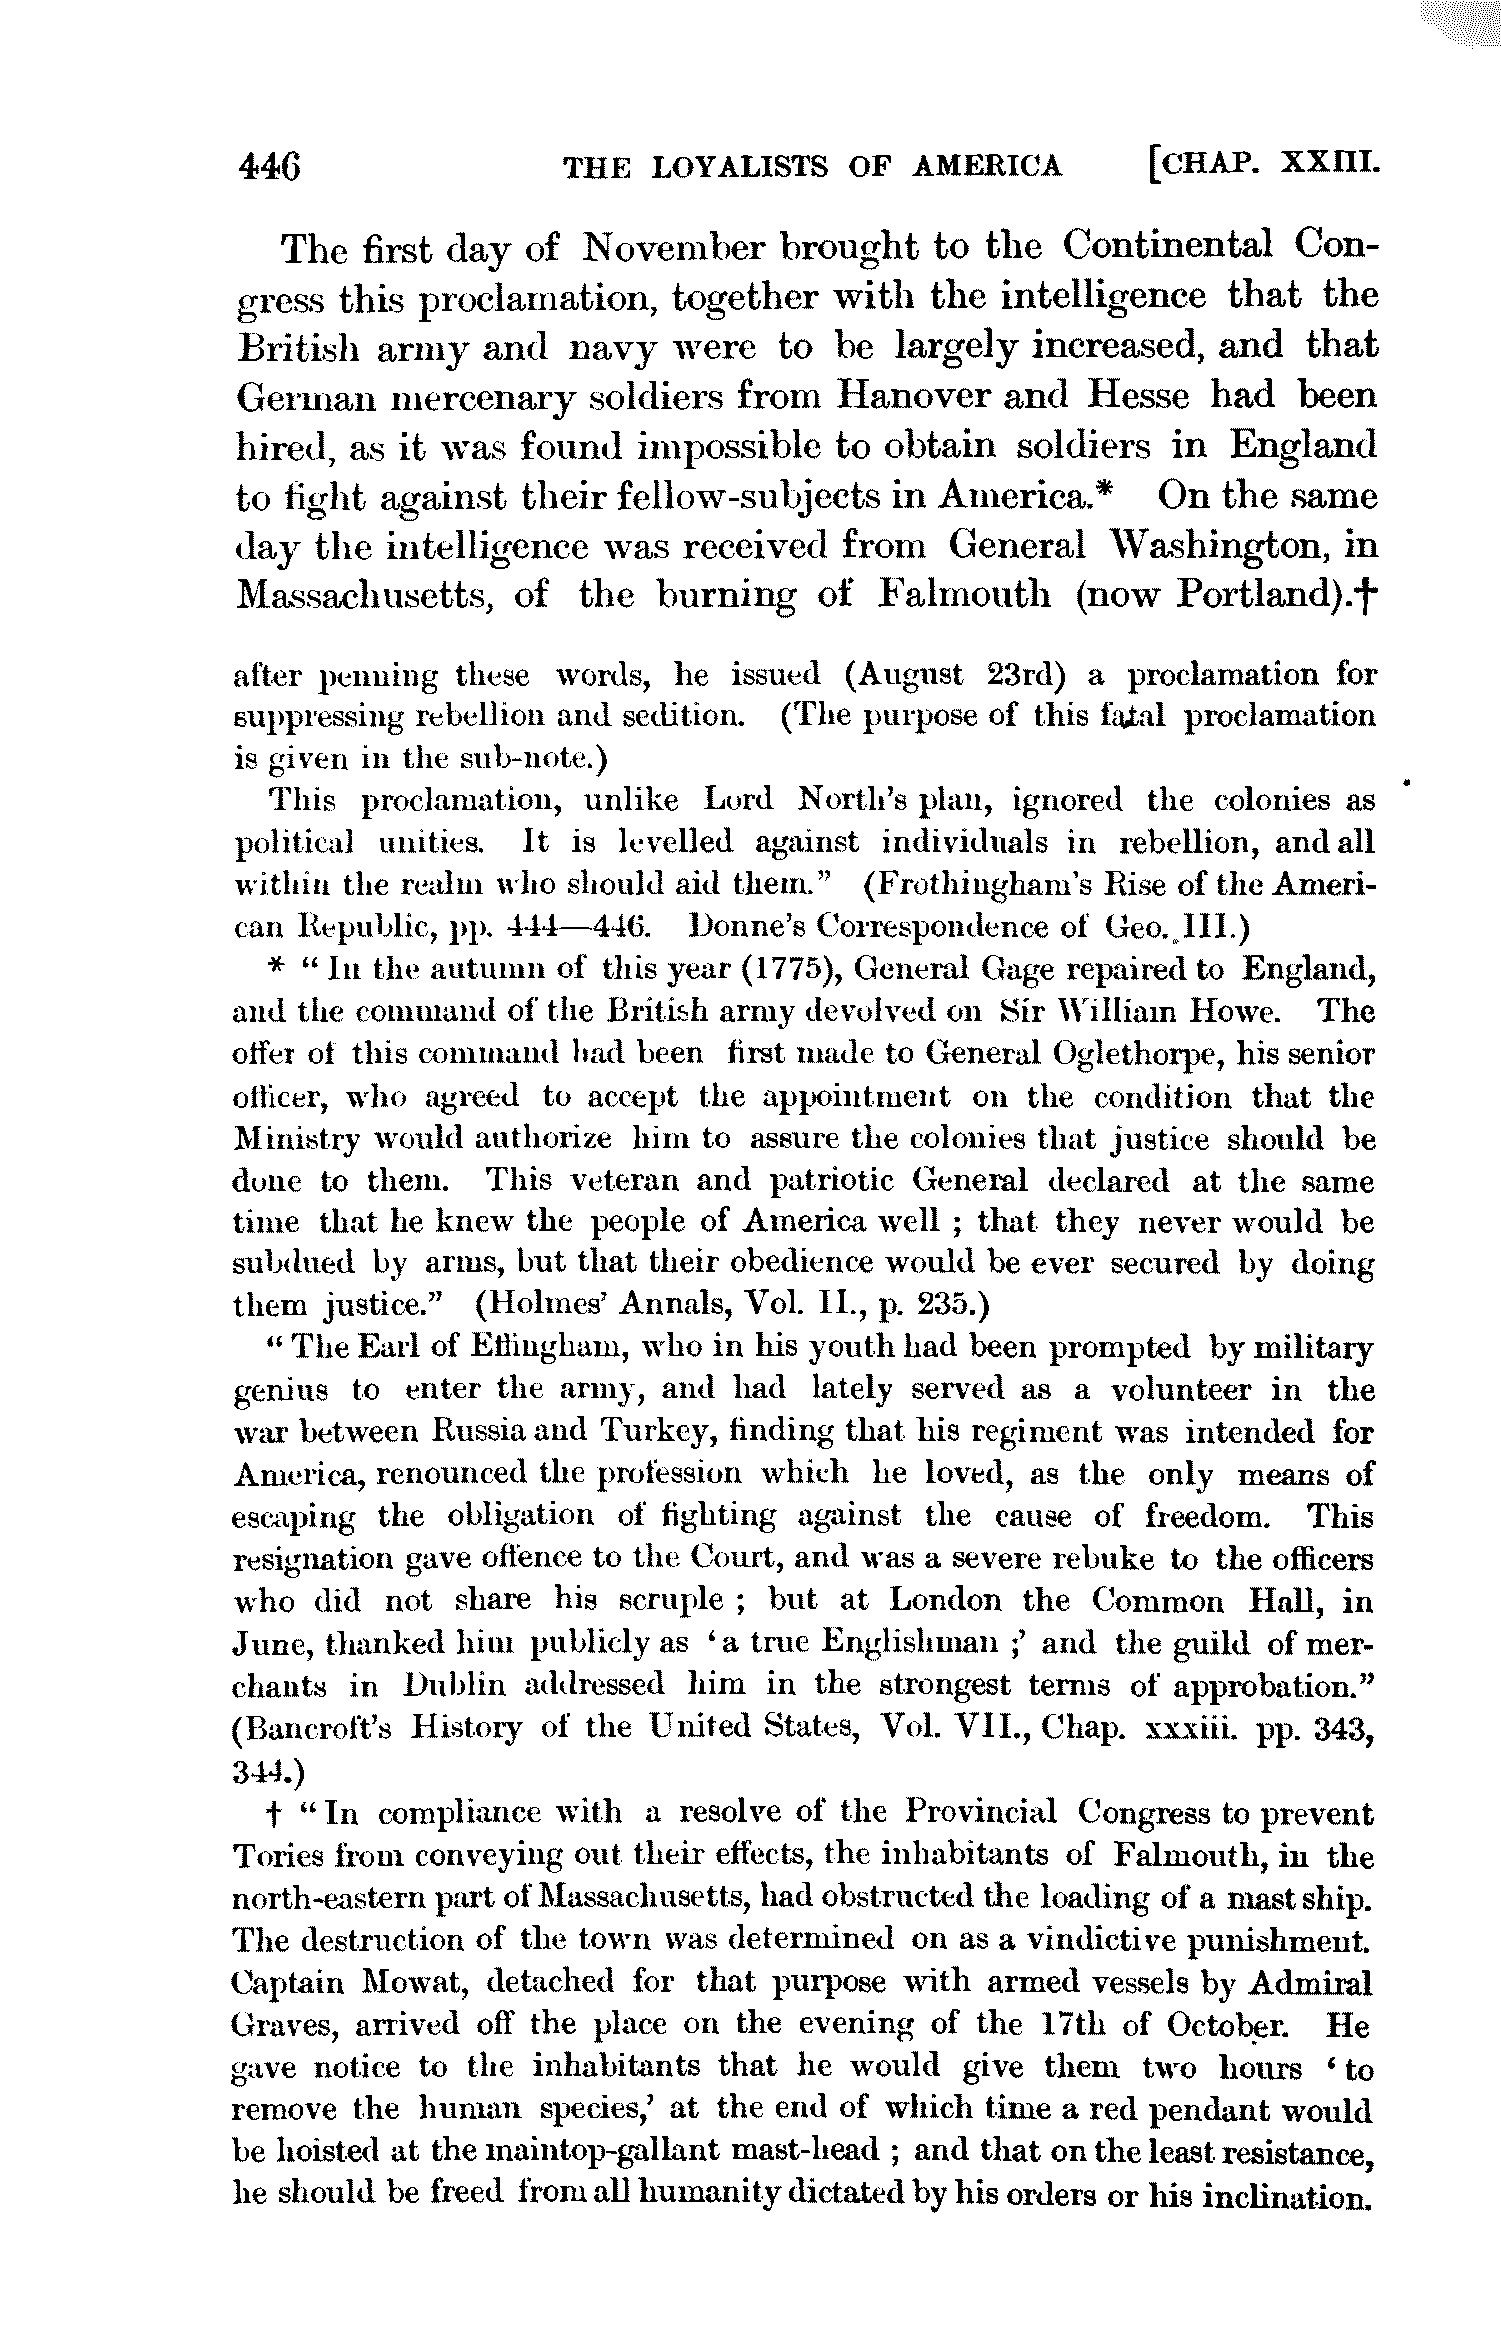 446 THE LOYALISTS OF AMERICA [CHAP. XXIII.
The first day of November brought to the Continental Con-
gress this proclamation, together with the intelligence that the
British army and navy were to be largely increased, and that
German mercenary soldiers from Hanover and Hesse had been
hired, as it was found impossible to obtain soldiers in England
to fight against their fellow-subjects in America.* On the same
day the intelligence was received from General Washington, in
Massachusetts, of the burning of Falmouth (now Portland).†
after penning these words, he issued (August 23rd) a proclamation for
suppressing rebellion and sedition. (The purpose of this fatal proclamation
is given in the sub-note.)
This proclamation, unlike Lord North's plan, ignored the colonies as
political unities. It is levelled against individuals in rebellion, and all
within the realm who should aid them." (Frothingham's Rise of the Ameri-
can Republic, pp. 444—446. Donne's Correspondence of Geo. III.)
* "In the autumn of this year (1775), General Gage repaired to England,
and the command of the British army devolved on Sir William Howe. The
offer of this command had been first made to General Oglethorpe, his senior
officer, who agreed to accept the appointment on the condition that the
Ministry would authorize him to assure the colonies that justice should be
done to them. This veteran and patriotic General declared at the same
time that he knew the people of America well ; that they never would be
subdued by arms, but that their obedience would be ever secured by doing
them justice." (Holmes' Annals, Vol. II., p. 235.)
"The Earl of Effingham, who in his youth had been prompted by military
genius to enter the army, and had lately served as a volunteer in the
war between Russia and Turkey, finding that his regiment was intended for
America, renounced the profession which he loved, as the only means of
escaping the obligation of fighting against the cause of freedom. This
resignation gave offence to the Court, and was a severe rebuke to the officers
who did not share his scruple ; but at London the Common Hall, in
June, thanked him publicly as 'a true Englishman ;' and the guild of mer-
chants in Dublin addressed him in the strongest terms of approbation."
(Bancroft's History of the United States, Vol. VII., Chap. xxxiii. pp. 343,
344.)
† "In compliance with a resolve of the Provincial Congress to prevent
Tories from conveying out their effects, the inhabitants of Falmouth, in the
north-eastern part of Massachusetts, had obstructed the loading of a mast ship.
The destruction of the town was determined on as a vindictive punishment.
Captain Mowat, detached for that purpose with armed vessels by Admiral
Graves, arrived off the place on the evening of the 17th of October. He
gave notice to the inhabitants that he would give them two hours 'to
remove the human species,' at the end of which time a red pendant would
be hoisted at the maintop-gallant mast-head ; and that on the least resistance,
he should be freed from all humanity dictated by his orders or his inclination.